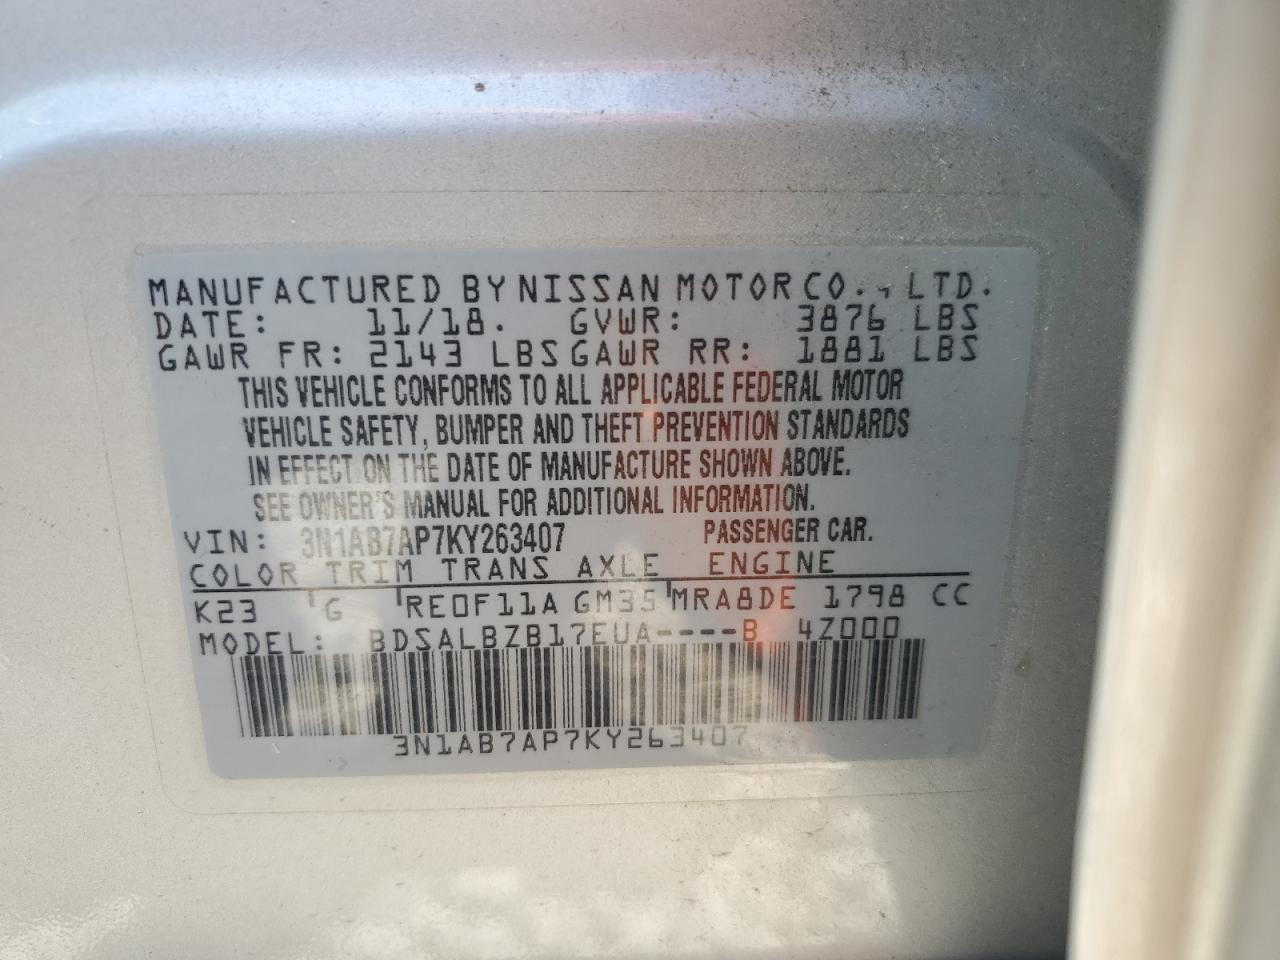 MANUFACTURED BY NISSAN MOTOR CO., LTD.
DATE: 11/18. GVWR: 3876 LBS
GAWR FR: 2143 LBS GAWR RR: 1881 LBS
THIS VEHICLE CONFORMS TO ALL APPLICABLE FEDERAL MOTOR
VEHICLE SAFETY, BUMPER AND THEFT PREVENTION STANDARDS
IN EFFECT ON THE DATE OF MANUFACTURE SHOWN ABOVE.
SEE OWNER'S MANUAL FOR ADDITIONAL INFORMATION.
VIN: 3N1AB7AP7KY263407 PASSENGER CAR.
COLOR TRIM TRANS AXLE ENGINE
K23 G RE0F11A GM35 MRA8DE 1798 CC
MODEL: BDSALBZB17EUA----B 4Z000
3N1AB7AP7KY263407